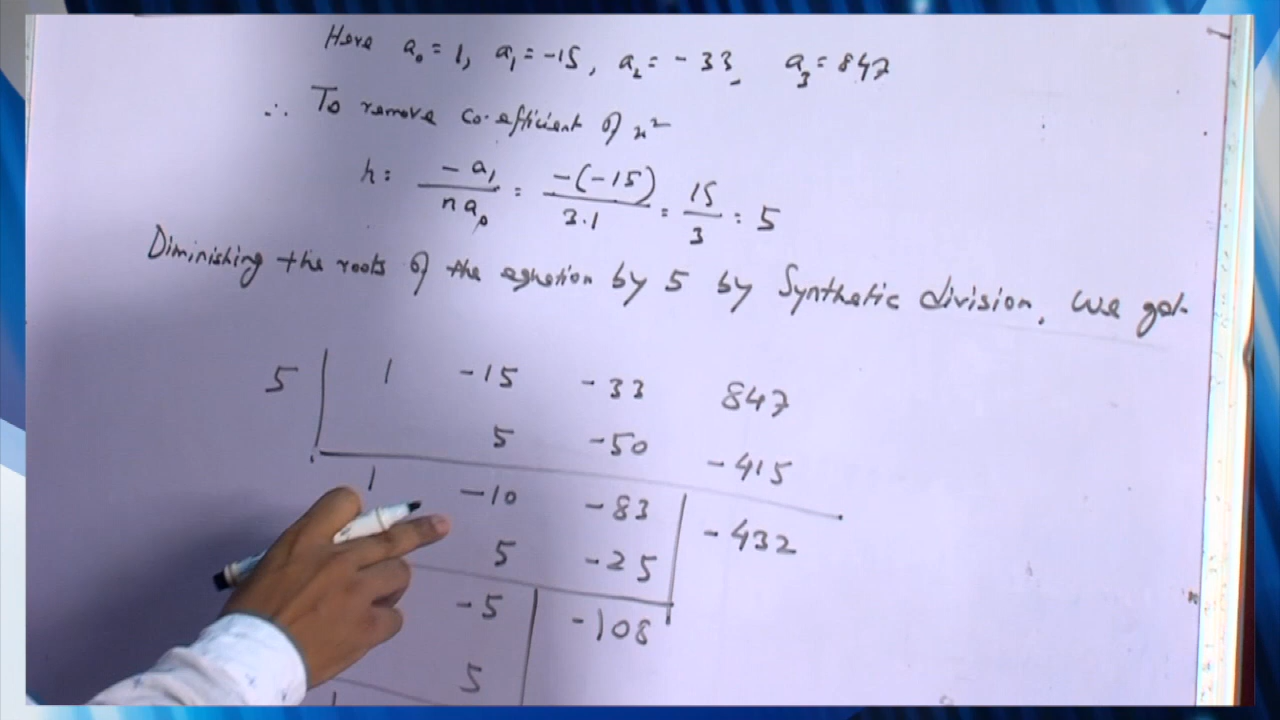 Here a₀ = 1, a₁ = -15, a₂ = -33, a₃ = 847
∴ To remove co-efficient of x²
h = -a₁/na₀ = -(-15)/3.1 = 15/3 = 5
Diminishing the roots of the equation by 5 by Synthetic division, we get
5 | 1 -15 -33 847
5 -50 -415
1 -10 -83 | -432
5 -25
-5 | -108
5